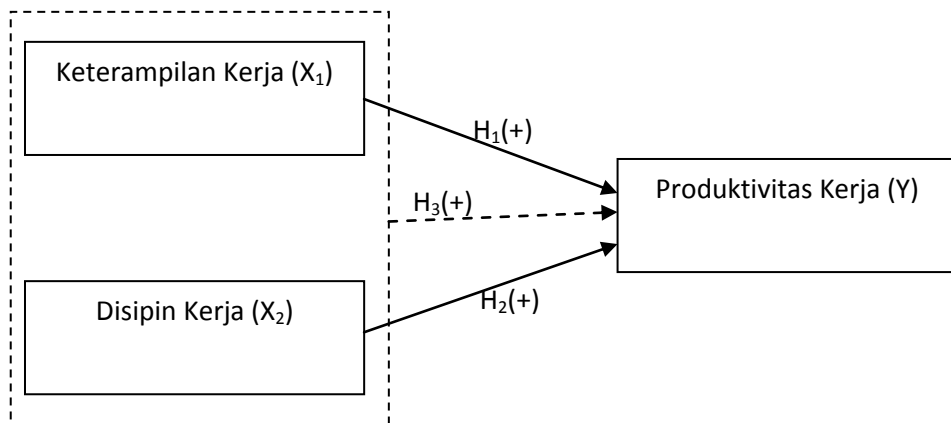 Keterampilan Kerja (X₁)
H₁(+)
Produktivitas Kerja (Y)
H₃(+)
Disipin Kerja (X₂)
H₂(+)